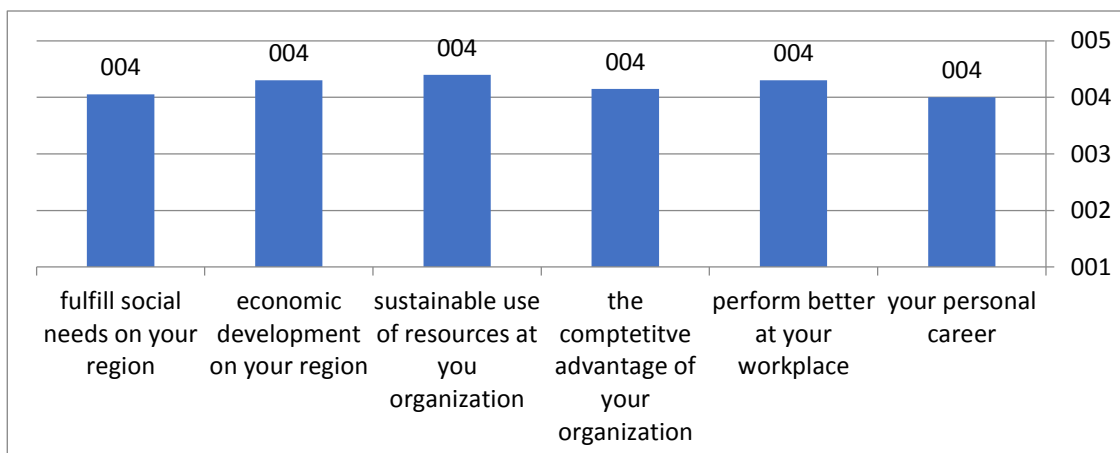 005
004
003
002
001
004
004
004
004
004
004
fulfill social
needs on your
region
economic
development
on your region
sustainable use
of resources at
you
organization
the
comptetitve
advantage of
your
organization
perform better
at your
workplace
your personal
career